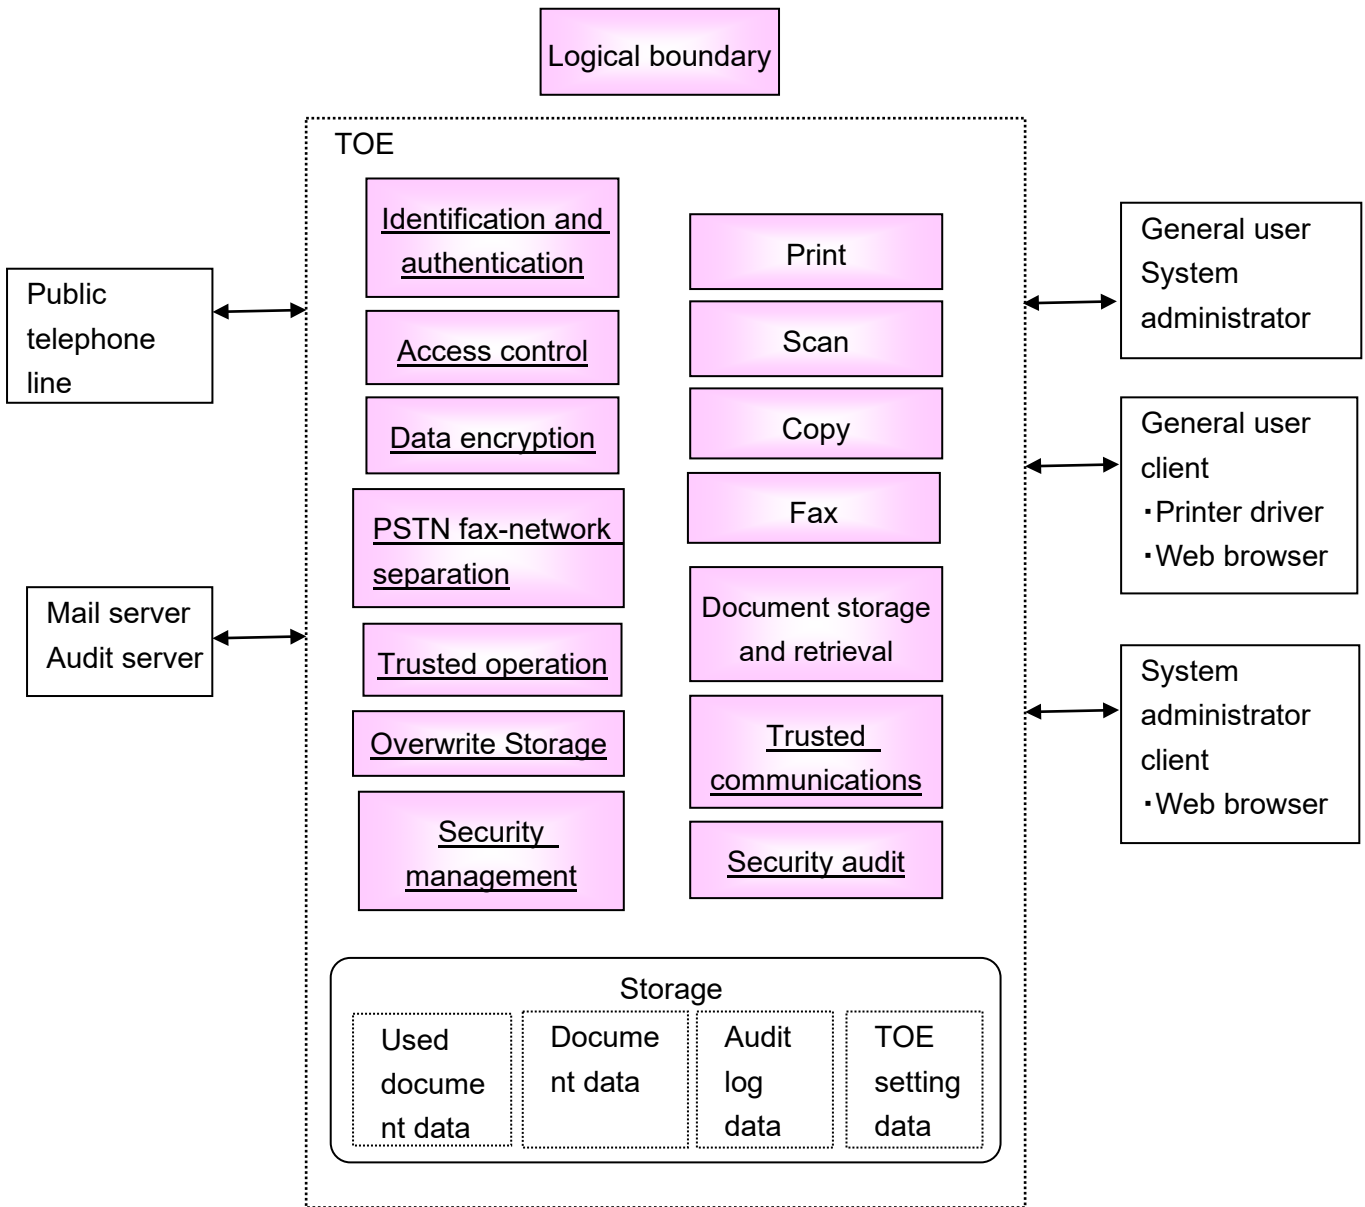 Logical boundary
TOE
Public
telephone
line
Mail server
Audit server
Identification and
authentication
Access control
Data encryption
PSTN fax-network
separation
Trusted operation
Overwrite Storage
Security
management
Print
Scan
Copy
Fax
Document storage
and retrieval
Trusted
communications
Security audit
General user
System
administrator
General user
client
・Printer driver
・Web browser
System
administrator
client
・Web browser
Storage
Used
docume
nt data
Docume
nt data
Audit
log
data
TOE
setting
data